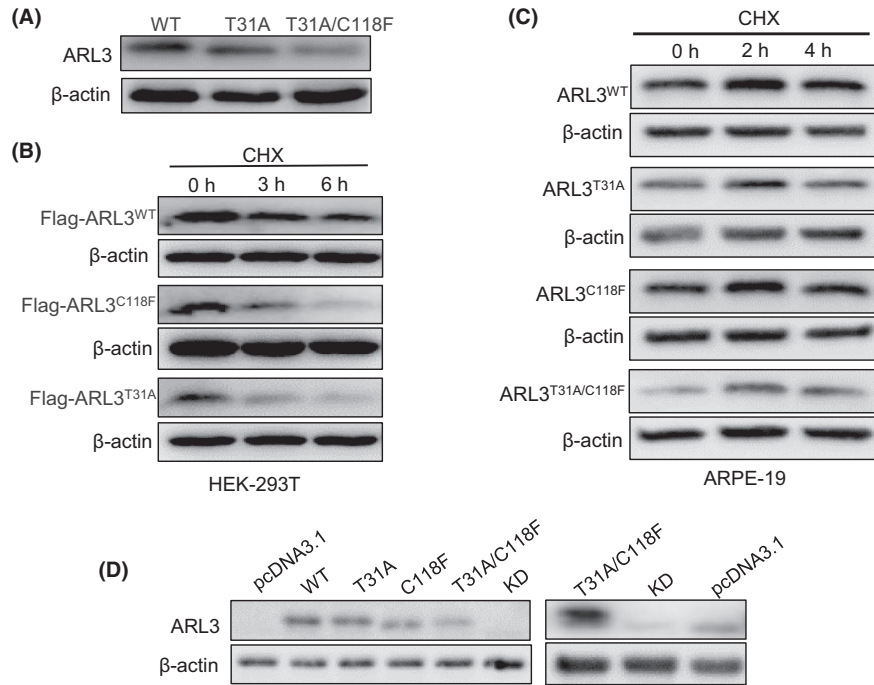 (A)
WT T31A T31A/C118F
ARL3
β-actin
(B)
CHX
0 h 3 h 6 h
Flag-ARL3WT
β-actin
Flag-ARL3C118F
β-actin
Flag-ARL3T31A
β-actin
HEK-293T
(C)
CHX
0 h 2 h 4 h
ARL3WT
β-actin
ARL3T31A
β-actin
ARL3C118F
β-actin
ARL3T31A/C118F
β-actin
ARPE-19
(D)
pcDNA3.1 WT T31A C118F T31A/C118F KD T31A/C118F KD pcDNA3.1
ARL3
β-actin